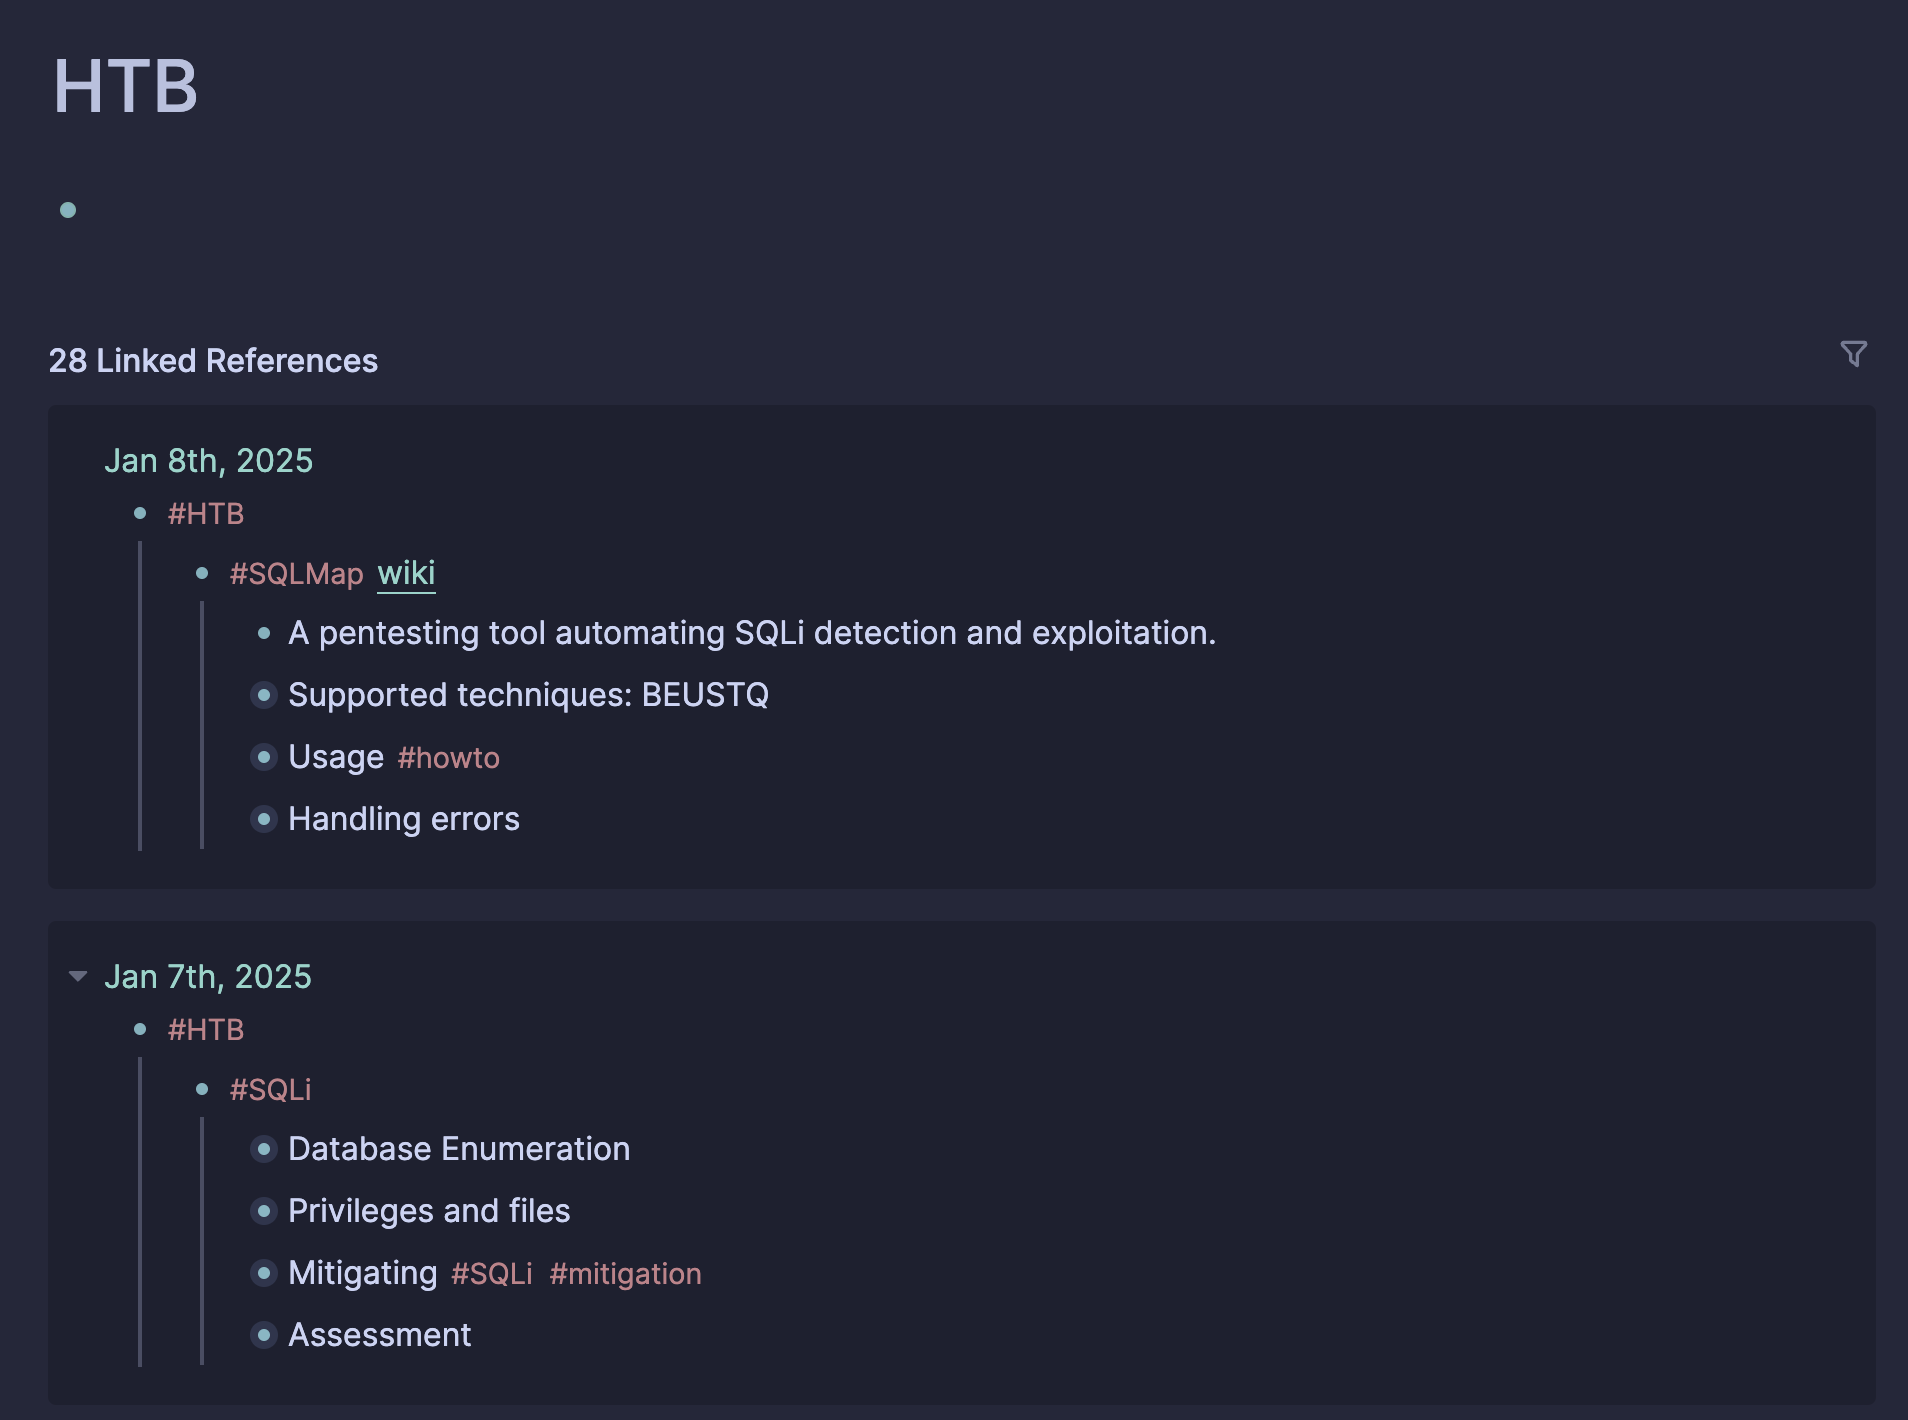 HTB
28 Linked References
Jan 8th, 2025
#HTB
#SQLMap wiki
A pentesting tool automating SQLi detection and exploitation.
Supported techniques: BEUSTQ
Usage #howto
Handling errors
Jan 7th, 2025
#HTB
#SQLi
Database Enumeration
Privileges and files
Mitigating #SQLi #mitigation
Assessment